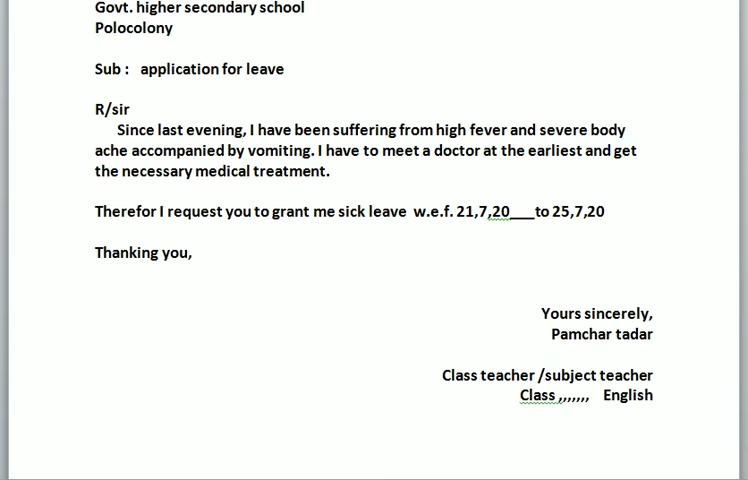 Govt. higher secondary school
Polocolony
Sub :   application for leave
R/sir
Since last evening, I have been suffering from high fever and severe body
ache accompanied by vomiting. I have to meet a doctor at the earliest and get
the necessary medical treatment.
Therefor I request you to grant me sick leave  w.e.f. 21,7,20___to 25,7,20
Thanking you,
Yours sincerely,
Pamchar tadar
Class teacher /subject teacher
Class ,,,,,,,   English